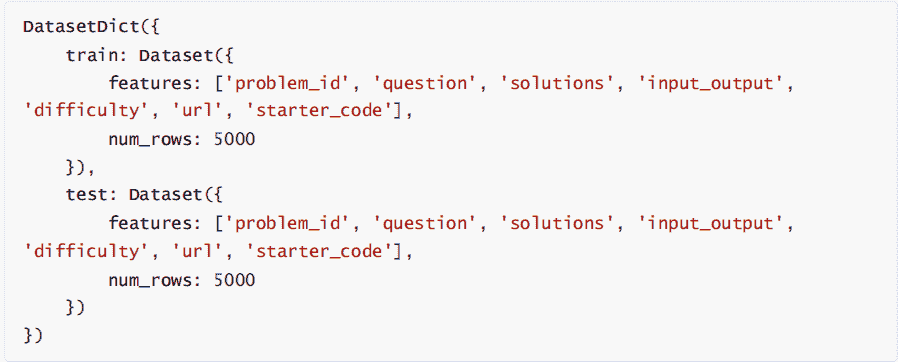 DatasetDict({
    train: Dataset({
        features: ['problem_id', 'question', 'solutions', 'input_output',
'difficulty', 'url', 'starter_code'],
        num_rows: 5000
    }),
    test: Dataset({
        features: ['problem_id', 'question', 'solutions', 'input_output',
'difficulty', 'url', 'starter_code'],
        num_rows: 5000
    })
})